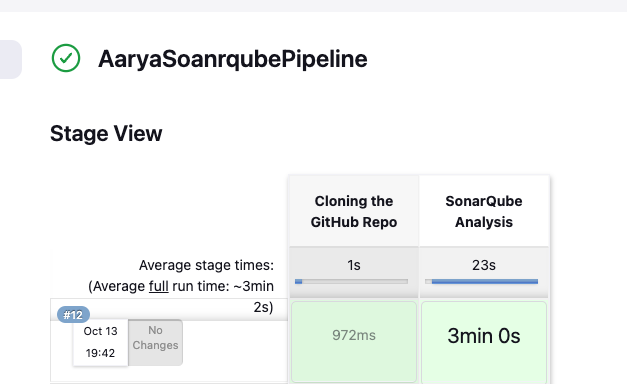 AaryaSoanrqubePipeline
Stage View
Cloning the
GitHub Repo
SonarQube
Analysis
Average stage times:
(Average full run time: ~3min
2s)
1s
23s
#12
Oct 13
19:42
No
Changes
972ms
3min 0s